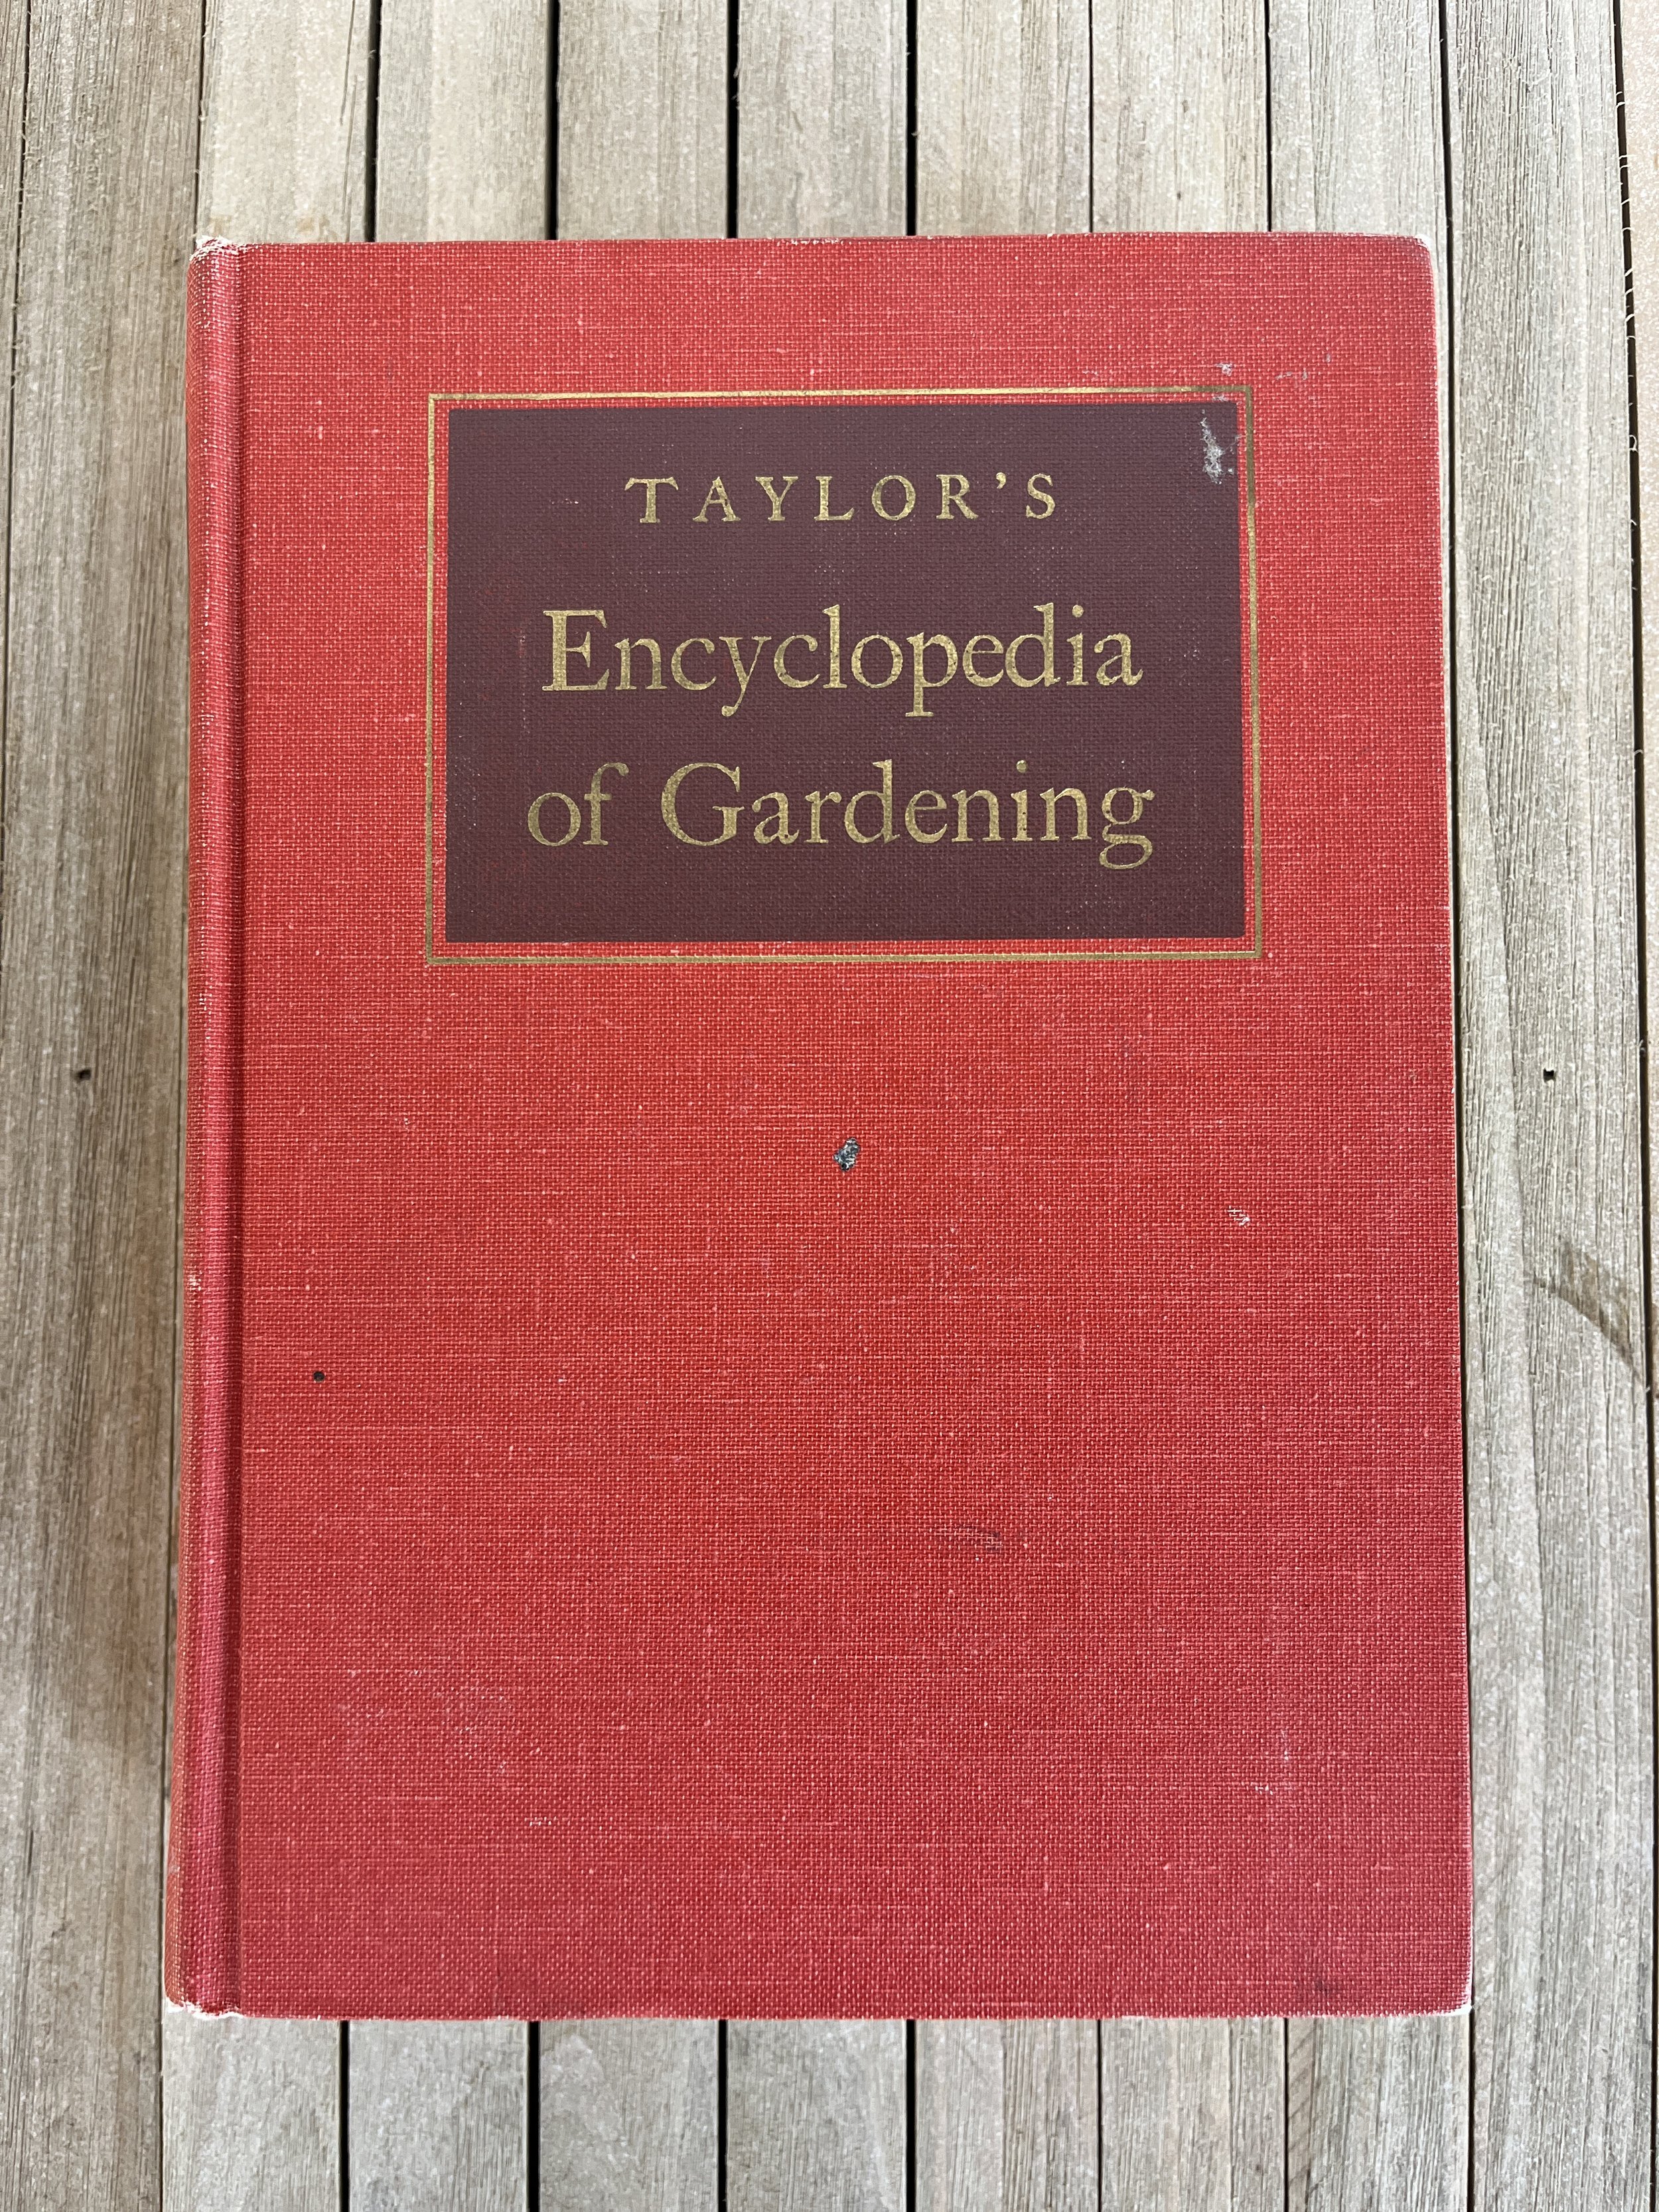 TAYLOR'S
Encyclopedia
of Gardening